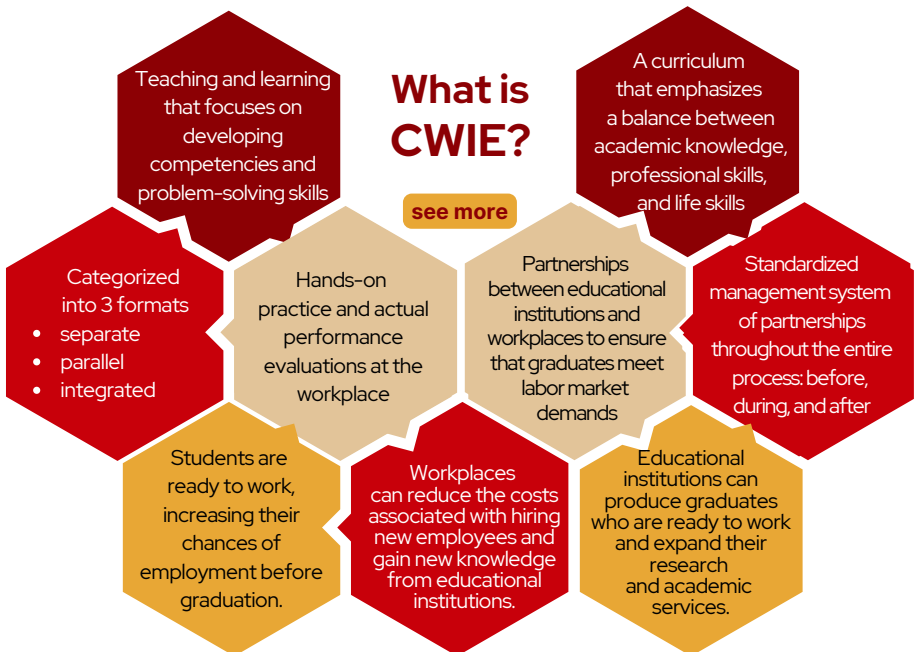 What is
CWIE?
see more
Teaching and learning
that focuses on
developing
competencies and
problem-solving skills
A curriculum
that emphasizes
a balance between
academic knowledge,
professional skills,
and life skills
Categorized
into 3 formats
• separate
• parallel
• integrated
Hands-on
practice and actual
performance
evaluations at the
workplace
Partnerships
between educational
institutions and
workplaces to ensure
that graduates meet
labor market
demands
Standardized
management system
of partnerships
throughout the entire
process: before,
during, and after
Students are
ready to work,
increasing their
chances of
employment before
graduation.
Workplaces
can reduce the costs
associated with hiring
new employees and
gain new knowledge
from educational
institutions.
Educational
institutions can
produce graduates
who are ready to work
and expand their
research
and academic
services.